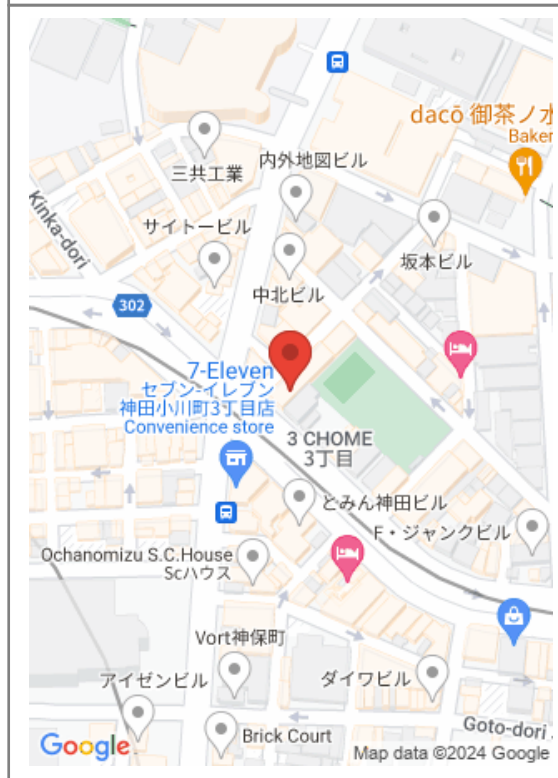 dacō 御茶ノ水
Baker
三共工業
内外地図ビル
Kinka-dori
サイトービル
坂本ビル
中北ビル
302
7-Eleven
セブン-イレブン
神田小川町3丁目店
Convenience store
3 CHOME
3丁目
とみん神田ビル
F・ジャンクビル
Ochanomizu S.C.House
Scハウス
Vort神保町
アイゼンビル
ダイワビル
Brick Court
Goto-dori
Google
Map data ©2024 Google